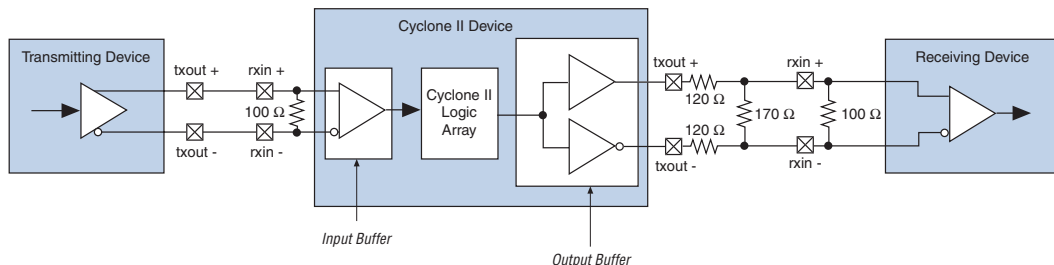 Cyclone II Device
Transmitting Device
txout +
rxin +
100 Ω
txout -
rxin -
Cyclone II
Logic
Array
txout +
120 Ω
rxin +
170 Ω
100 Ω
120 Ω
txout -
rxin -
Receiving Device
Input Buffer
Output Buffer